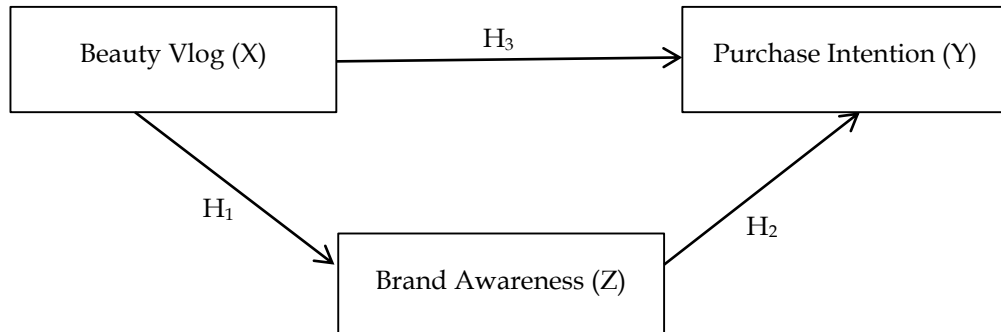 H₃
Beauty Vlog (X)
Purchase Intention (Y)
H₁
H₂
Brand Awareness (Z)